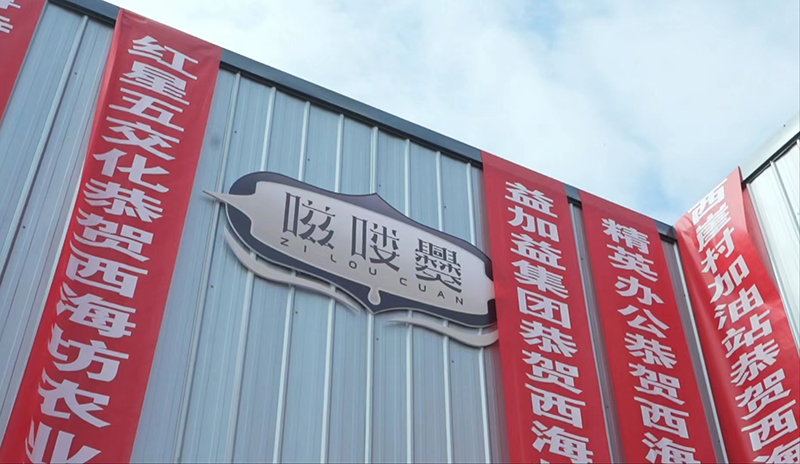 红星五交化恭贺西海坊农业
嗞喽爨
ZI LOU CUAN
益加益集团恭贺西海
精英办公恭贺西海
西崖村加油站恭贺西海